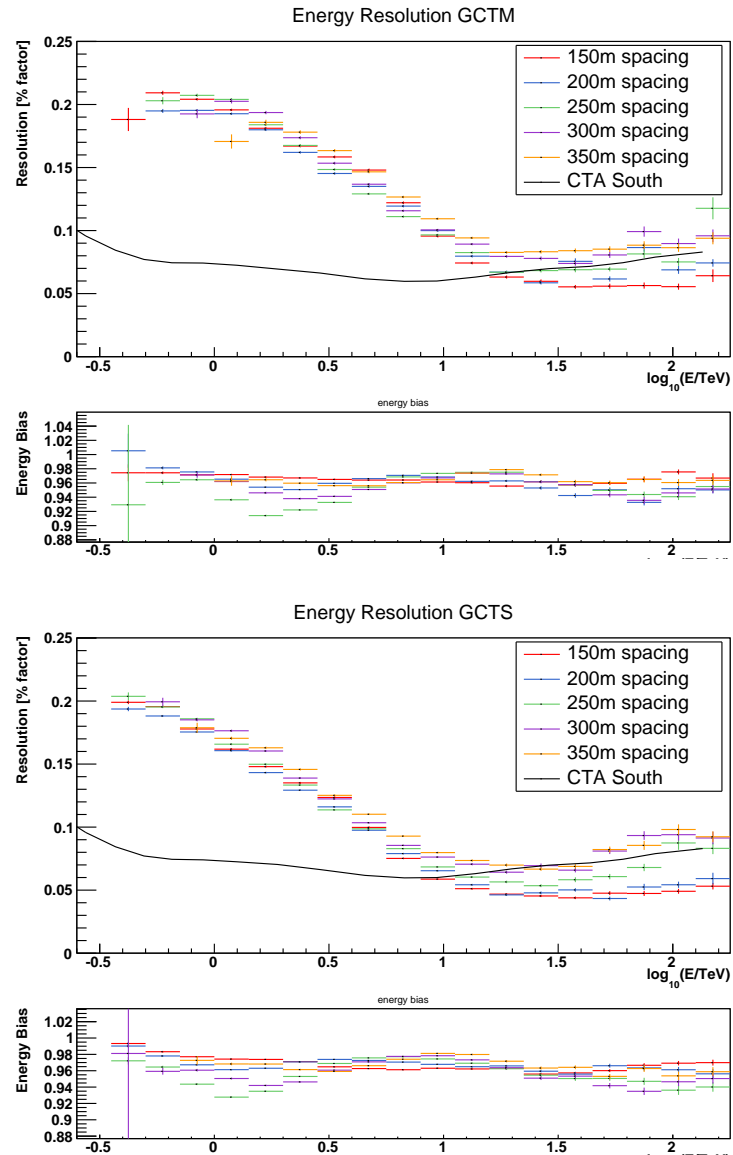 Energy Resolution GCTM
Resolution [% factor]
0.25
0.2
0.15
0.1
0.05
0
150m spacing
200m spacing
250m spacing
300m spacing
350m spacing
CTA South
-0.5 0 0.5 1 1.5 2
log10(E/TeV)
energy bias
Energy Bias
1.04
1.02
1
0.98
0.96
0.94
0.92
0.9
0.88
-0.5 0 0.5 1 1.5 2
Energy Resolution GCTS
Resolution [% factor]
0.25
0.2
0.15
0.1
0.05
0
150m spacing
200m spacing
250m spacing
300m spacing
350m spacing
CTA South
-0.5 0 0.5 1 1.5 2
log10(E/TeV)
energy bias
Energy Bias
1.02
1
0.98
0.96
0.94
0.92
0.9
0.88
-0.5 0 0.5 1 1.5 2